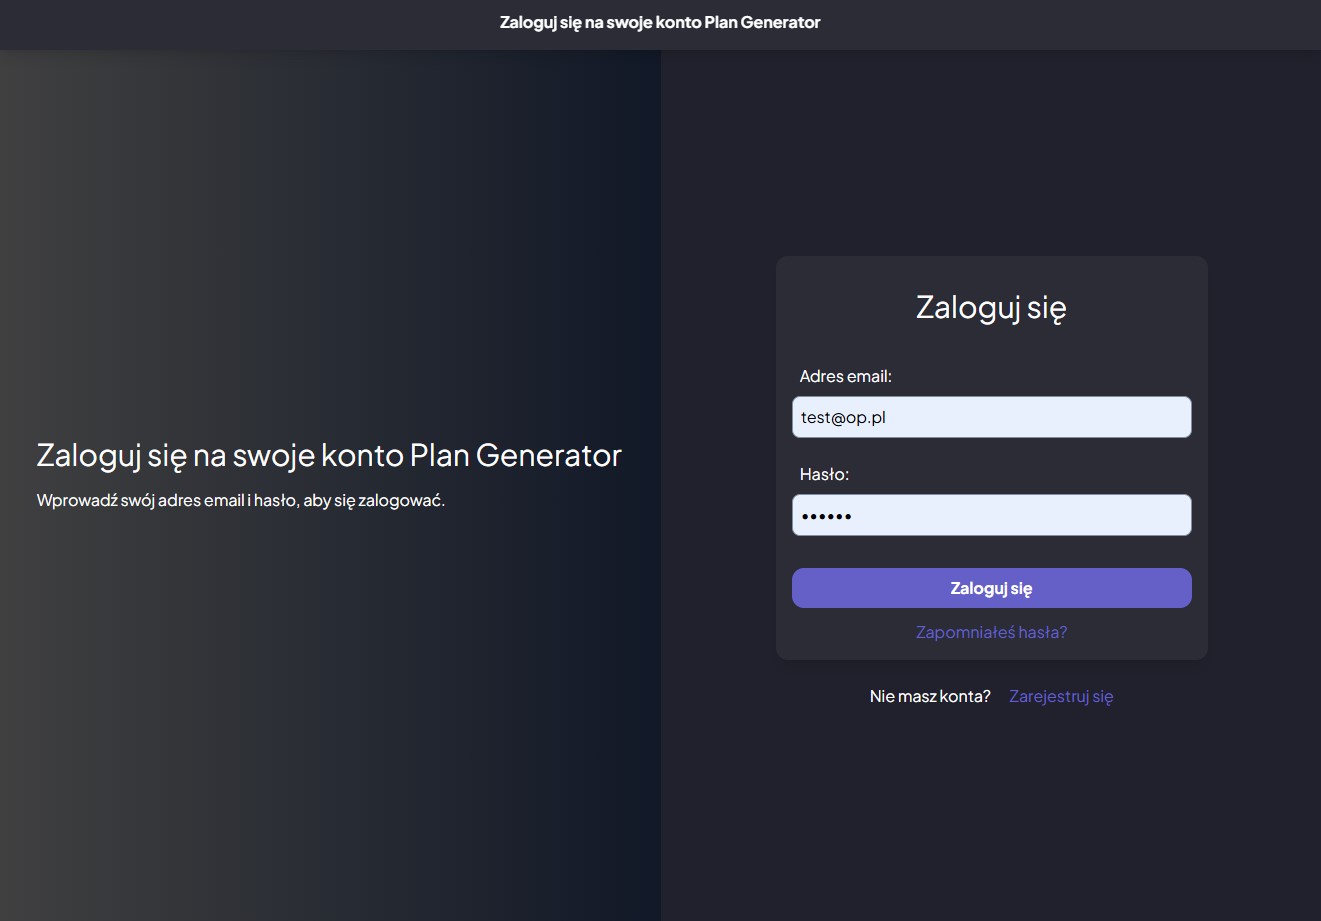 Zaloguj się na swoje konto Plan Generator
Zaloguj się na swoje konto Plan Generator
Wprowadź swój adres email i hasło, aby się zalogować.
Zaloguj się
Adres email:
test@op.pl
Hasło:
••••••
Zaloguj się
Zapomniałeś hasła?
Nie masz konta? Zarejestruj się